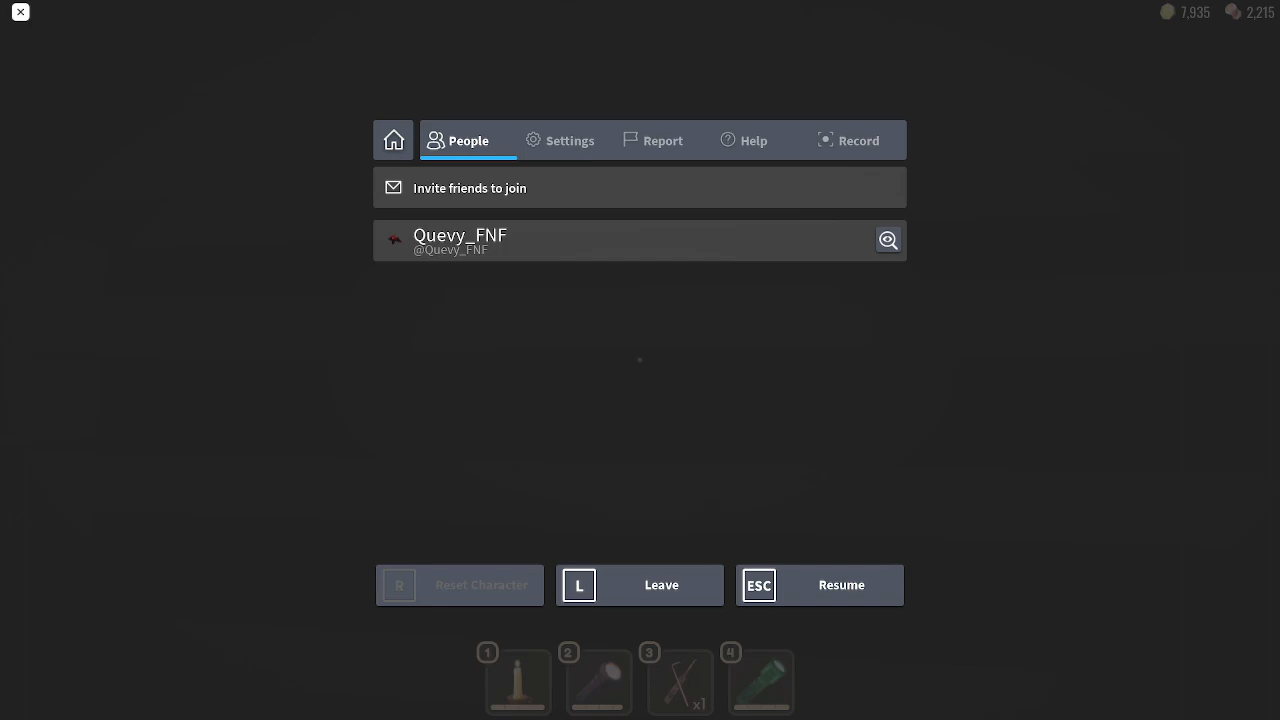 7,935 2,215
People Settings Report Help Record
Invite friends to join
Quevy_FNF
@Quevy_FNF
R Reset Character L Leave ESC Resume
1 2 3 4
x1